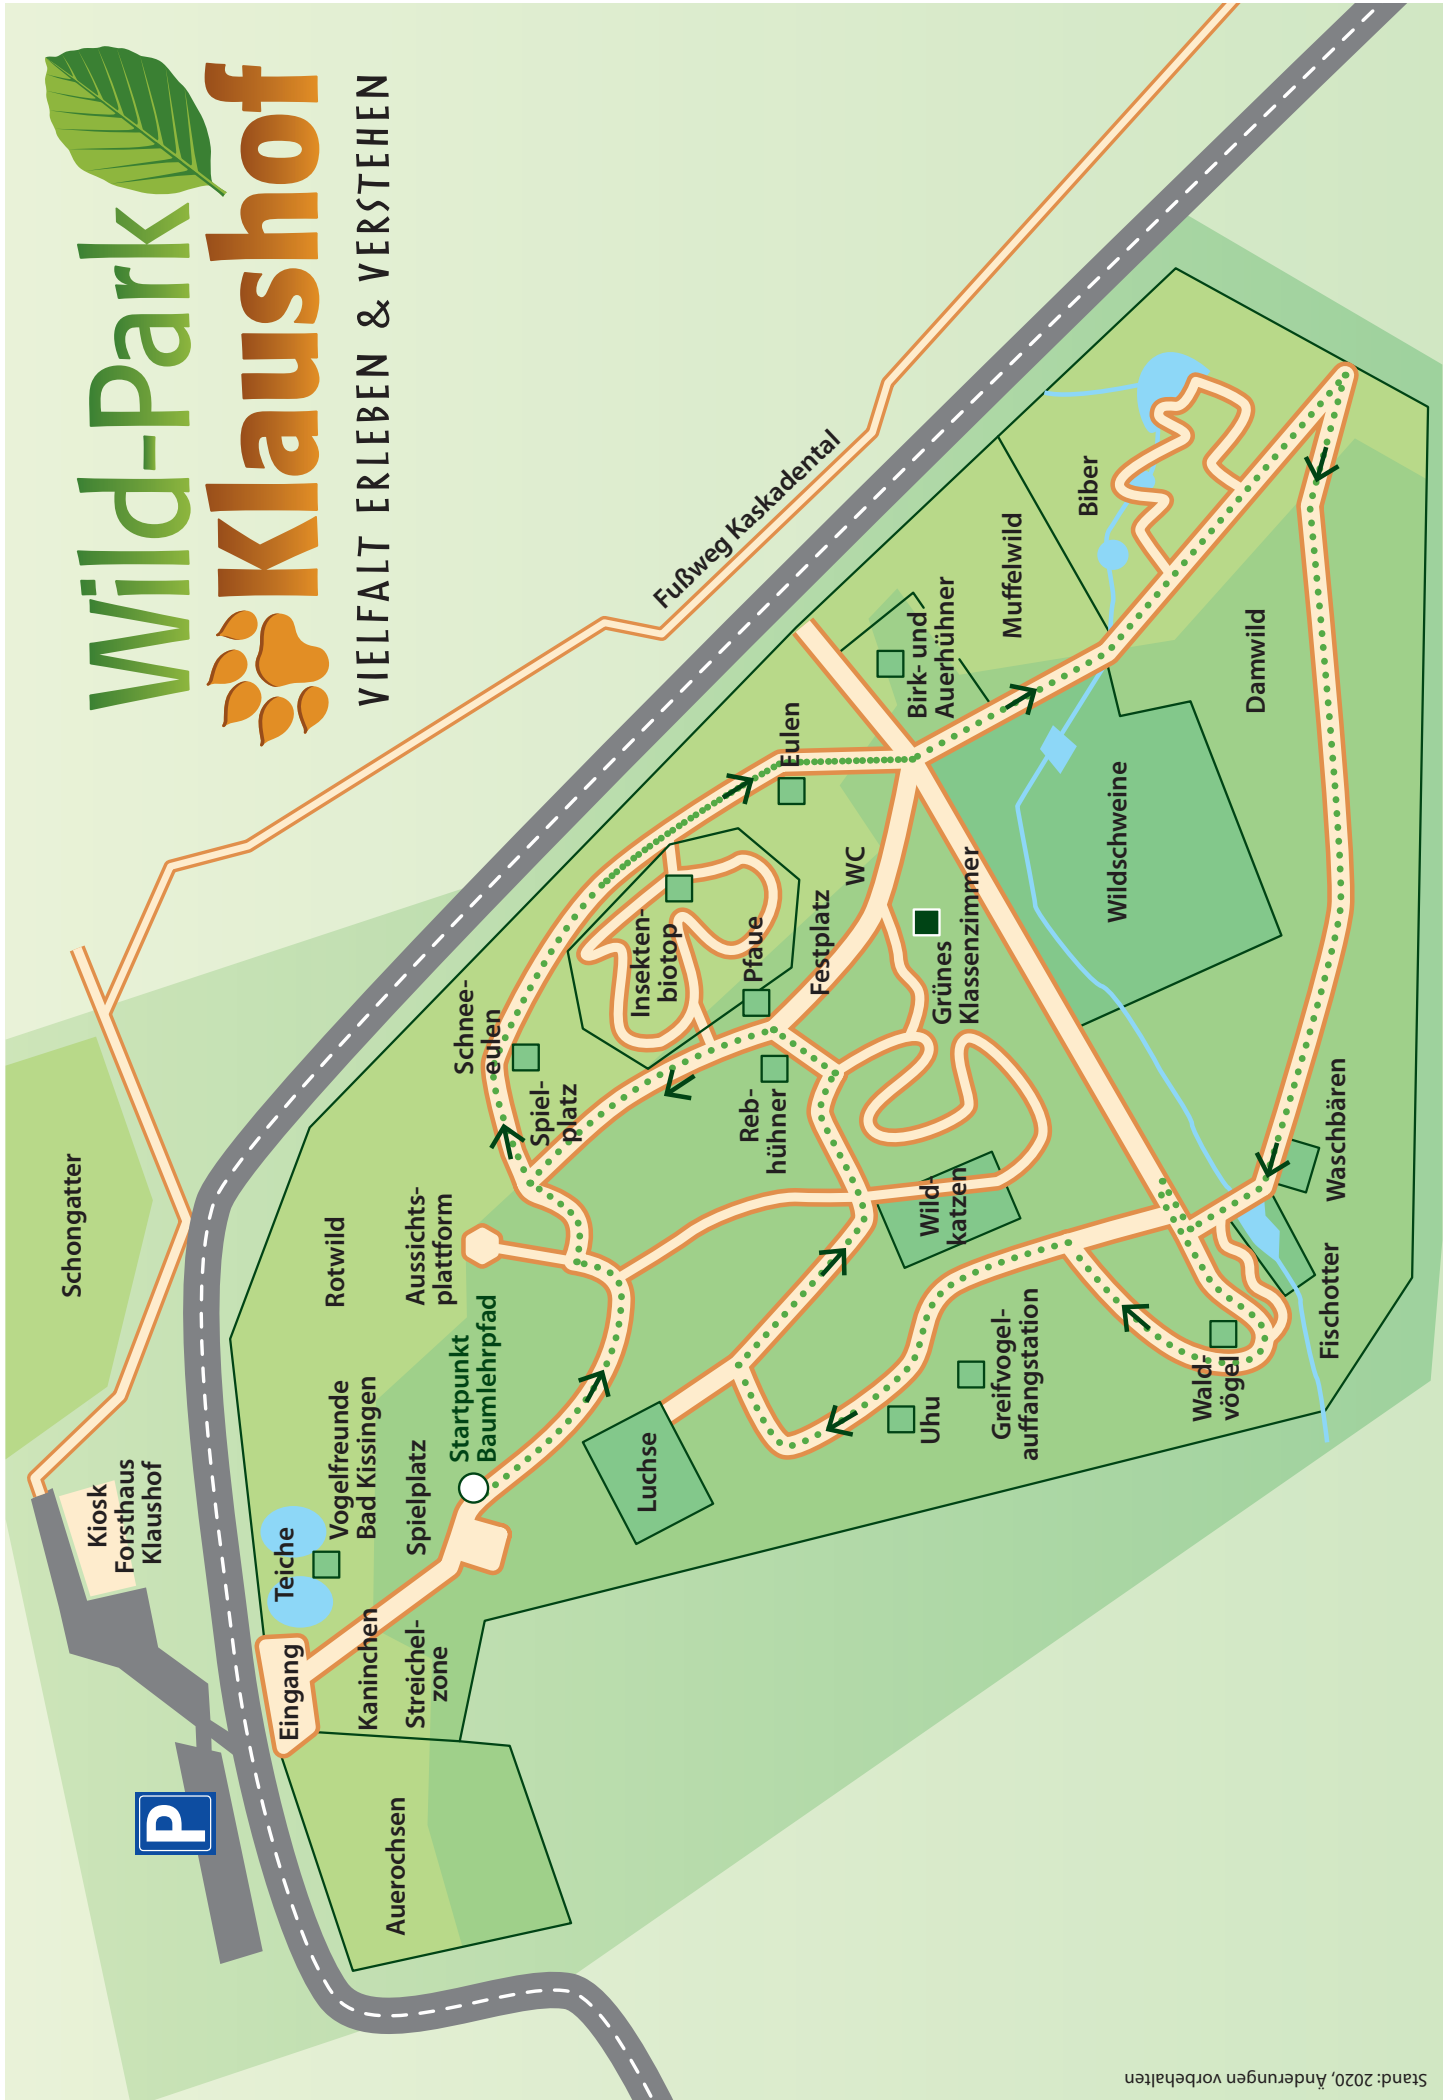 Wild-Park
Klaushof
VIELFALT ERLEBEN & VERSTEHEN
Schongatter
Kiosk
Forsthaus
Klaushof
P
Fußweg Kaskadental
Eingang
Teiche
Vogelfreunde
Bad Kissingen
Rotwild
Kaninchen
Streichel-
zone
Auerochsen
Spielplatz
Startpunkt
Baumlehrpfad
Aussichts-
plattform
Schnee-
eulen
Spiel-
platz
Insekten-
biotop
Pfaue
Eulen
Festplatz
WC
Reb-
hühner
Grünes
Klassenzimmer
Birk- und
Auerhühner
Muffelwild
Biber
Luchse
Wild-
katzen
Wildschweine
Damwild
Uhu
Greifvogel-
auffangstation
Wald-
vögel
Fischotter
Waschbären
Stand: 2020, Änderungen vorbehalten